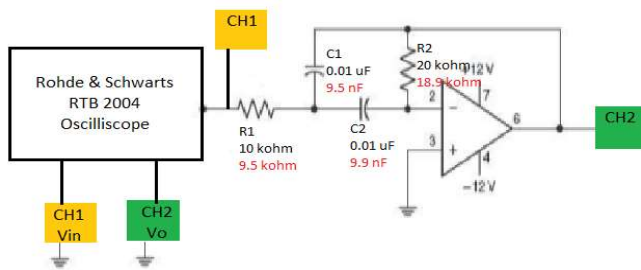 CH1
Rohde & Schwarts
RTB 2004
Oscilliscope
C1
0.01 uF
9.5 nF
R2
20 kohm
18.9 kohm
+12V
7
2
−
R1
10 kohm
9.5 kohm
C2
0.01 uF
9.9 nF
3
+
6
4
−12V
CH2
CH1
Vin
CH2
Vo